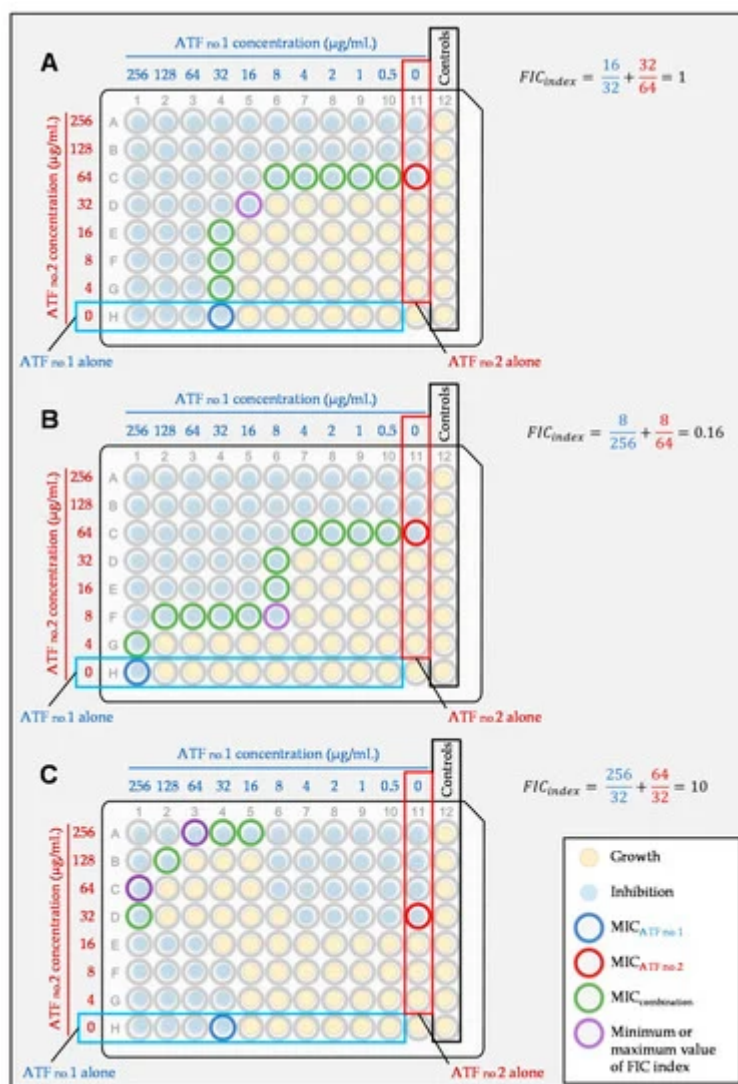 A
ATF no.1 concentration (µg/ml.)
256 128 64 32 16 8 4 2 1 0.5 0
Controls
1 2 3 4 5 6 7 8 9 10 11 12
ATF no.2 concentration (µg/ml.)
256 A
128 B
64 C
32 D
16 E
8 F
4 G
0 H
ATF no.1 alone
ATF no.2 alone
FICindex = 16/32 + 32/64 = 1
B
ATF no.1 concentration (µg/ml.)
256 128 64 32 16 8 4 2 1 0.5 0
Controls
1 2 3 4 5 6 7 8 9 10 11 12
ATF no.2 concentration (µg/ml.)
256 A
128 B
64 C
32 D
16 E
8 F
4 G
0 H
ATF no.1 alone
ATF no.2 alone
FICindex = 8/256 + 8/64 = 0.16
C
ATF no.1 concentration (µg/ml.)
256 128 64 32 16 8 4 2 1 0.5 0
Controls
1 2 3 4 5 6 7 8 9 10 11 12
ATF no.2 concentration (µg/ml.)
256 A
128 B
64 C
32 D
16 E
8 F
4 G
0 H
ATF no.1 alone
ATF no.2 alone
FICindex = 256/32 + 64/32 = 10
Growth
Inhibition
MICATF no 1
MICATF no.2
MICcombination
Minimum or
maximum value
of FIC index